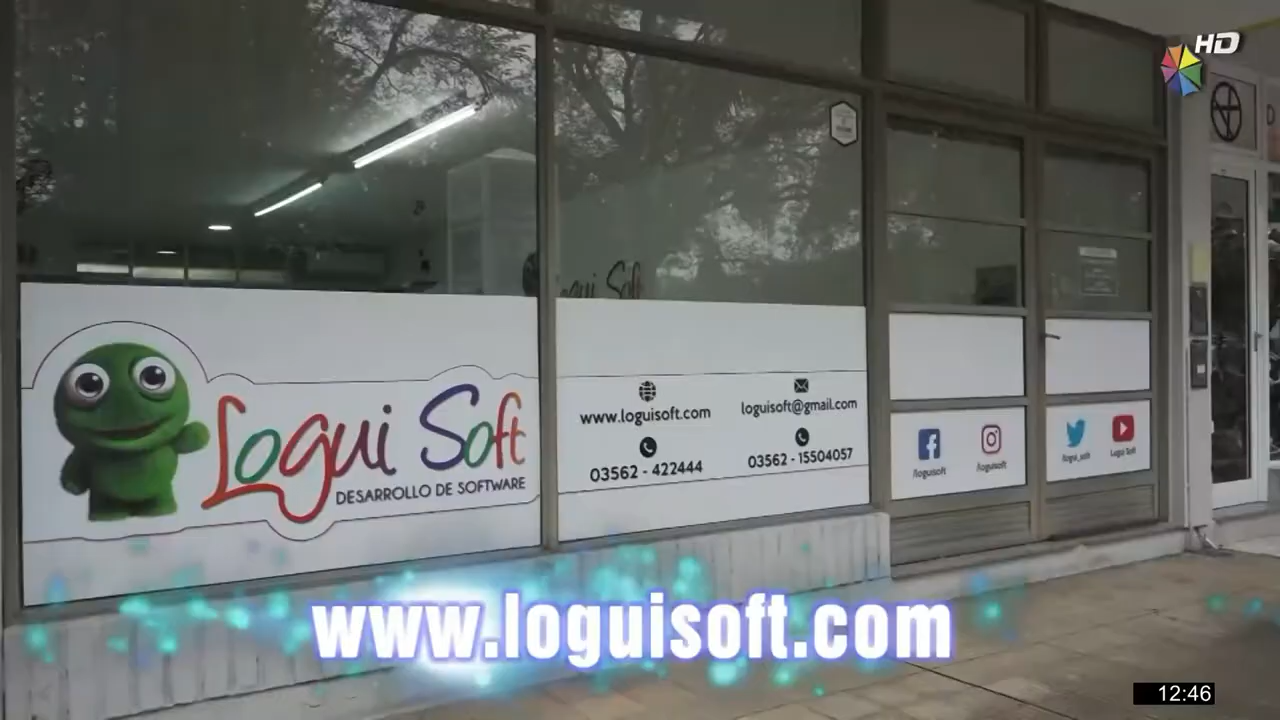 HD
Logui Soft
DESARROLLO DE SOFTWARE
www.loguisoft.com
03562 - 422444
loguisoft@gmail.com
03562 - 15504057
/loguisoft
/loguisoft
/logui_soft
Logui Soft
www.loguisoft.com
12:46